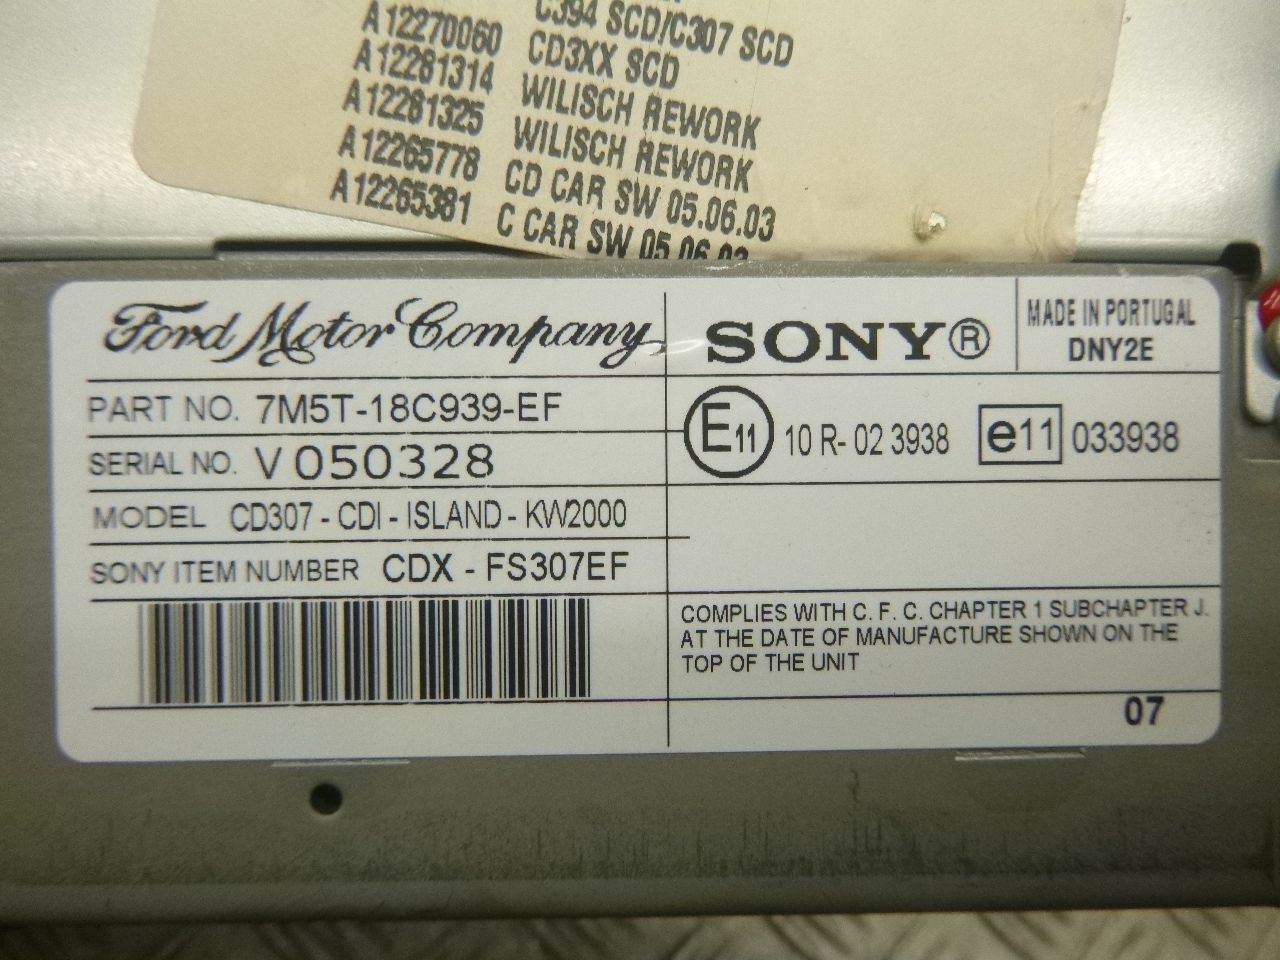 C394 SCD/C307 SCD
A12270060 CD3XX SCD
A12281314 WILISCH REWORK
A12281325 WILISCH REWORK
A12265778 CD CAR SW 05.06.03
A12265381 C CAR SW 05.06.03
Ford Motor Company
SONY®
MADE IN PORTUGAL
DNY2E
PART NO. 7M5T-18C939-EF
E11 10 R- 02 3938 e11 033938
SERIAL NO. V050328
MODEL CD307 - CDI - ISLAND - KW2000
SONY ITEM NUMBER CDX - FS307EF
COMPLIES WITH C. F. C. CHAPTER 1 SUBCHAPTER J.
AT THE DATE OF MANUFACTURE SHOWN ON THE
TOP OF THE UNIT
07